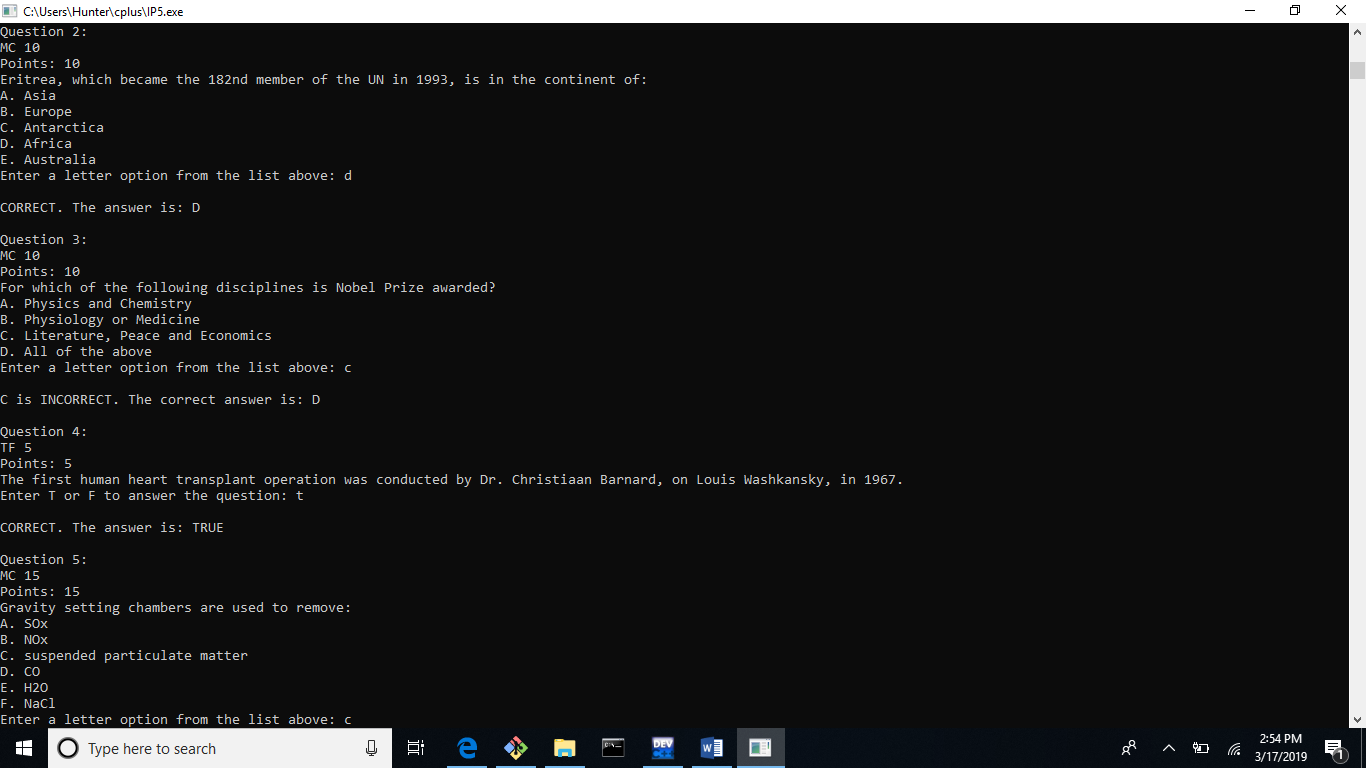 C:\Users\Hunter\cplus\IP5.exe
Question 2:
MC 10
Points: 10
Eritrea, which became the 182nd member of the UN in 1993, is in the continent of:
A. Asia
B. Europe
C. Antarctica
D. Africa
E. Australia
Enter a letter option from the list above: d
CORRECT. The answer is: D
Question 3:
MC 10
Points: 10
For which of the following disciplines is Nobel Prize awarded?
A. Physics and Chemistry
B. Physiology or Medicine
C. Literature, Peace and Economics
D. All of the above
Enter a letter option from the list above: c
C is INCORRECT. The correct answer is: D
Question 4:
TF 5
Points: 5
The first human heart transplant operation was conducted by Dr. Christiaan Barnard, on Louis Washkansky, in 1967.
Enter T or F to answer the question: t
CORRECT. The answer is: TRUE
Question 5:
MC 15
Points: 15
Gravity setting chambers are used to remove:
A. SOx
B. NOx
C. suspended particulate matter
D. CO
E. H2O
F. NaCl
Enter a letter option from the list above: c
Type here to search
DEV
2:54 PM
3/17/2019
1